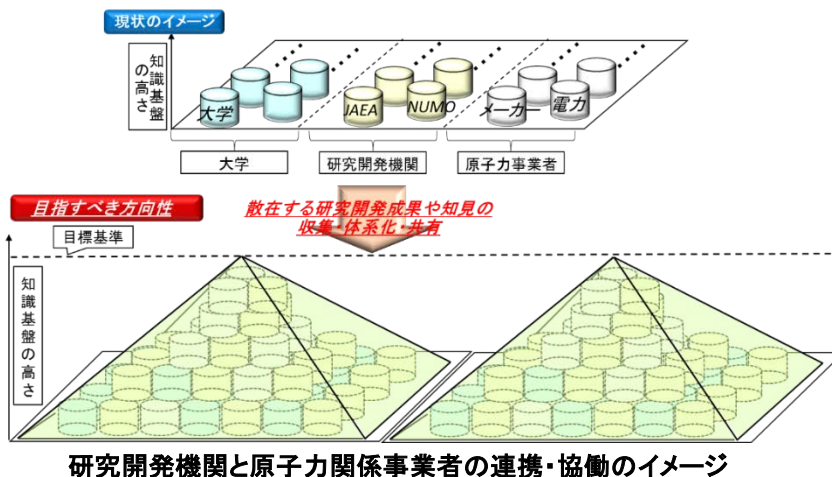 現状のイメージ
知識基盤の高さ
大学
JAEA
NUMO
メーカー
電力
大学
研究開発機関
原子力事業者
目指すべき方向性
散在する研究開発成果や知見の
収集・体系化・共有
目標基準
知識基盤の高さ
研究開発機関と原子力関係事業者の連携・協働のイメージ